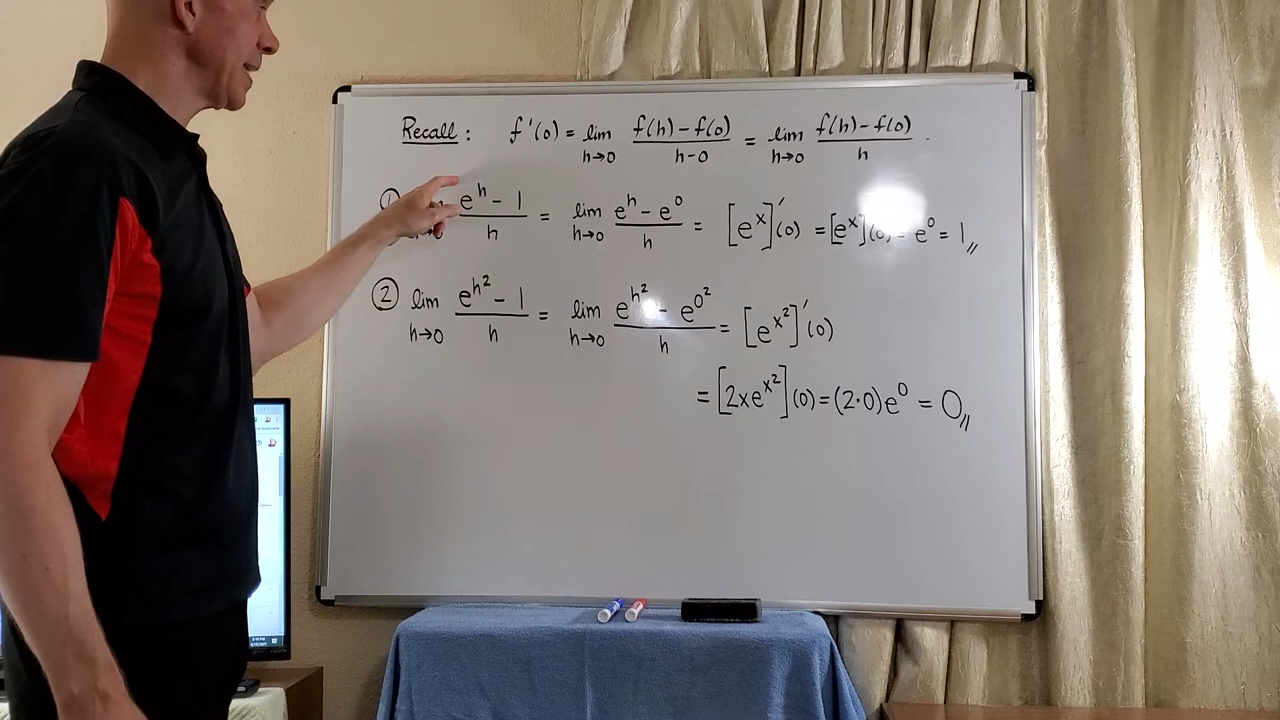 Recall : f'(0) = lim h→0 f(h)-f(0) / h-0 = lim h→0 f(h)-f(0) / h .
① e^h - 1 / h = lim h→0 e^h - e^0 / h = [e^x]'(0) = [e^x](0) = e^0 = 1//
② lim h→0 e^h² - 1 / h = lim h→0 e^h² - e^0² / h = [e^x²]'(0)
= [2xe^x²](0) = (2·0)e^0 = 0//